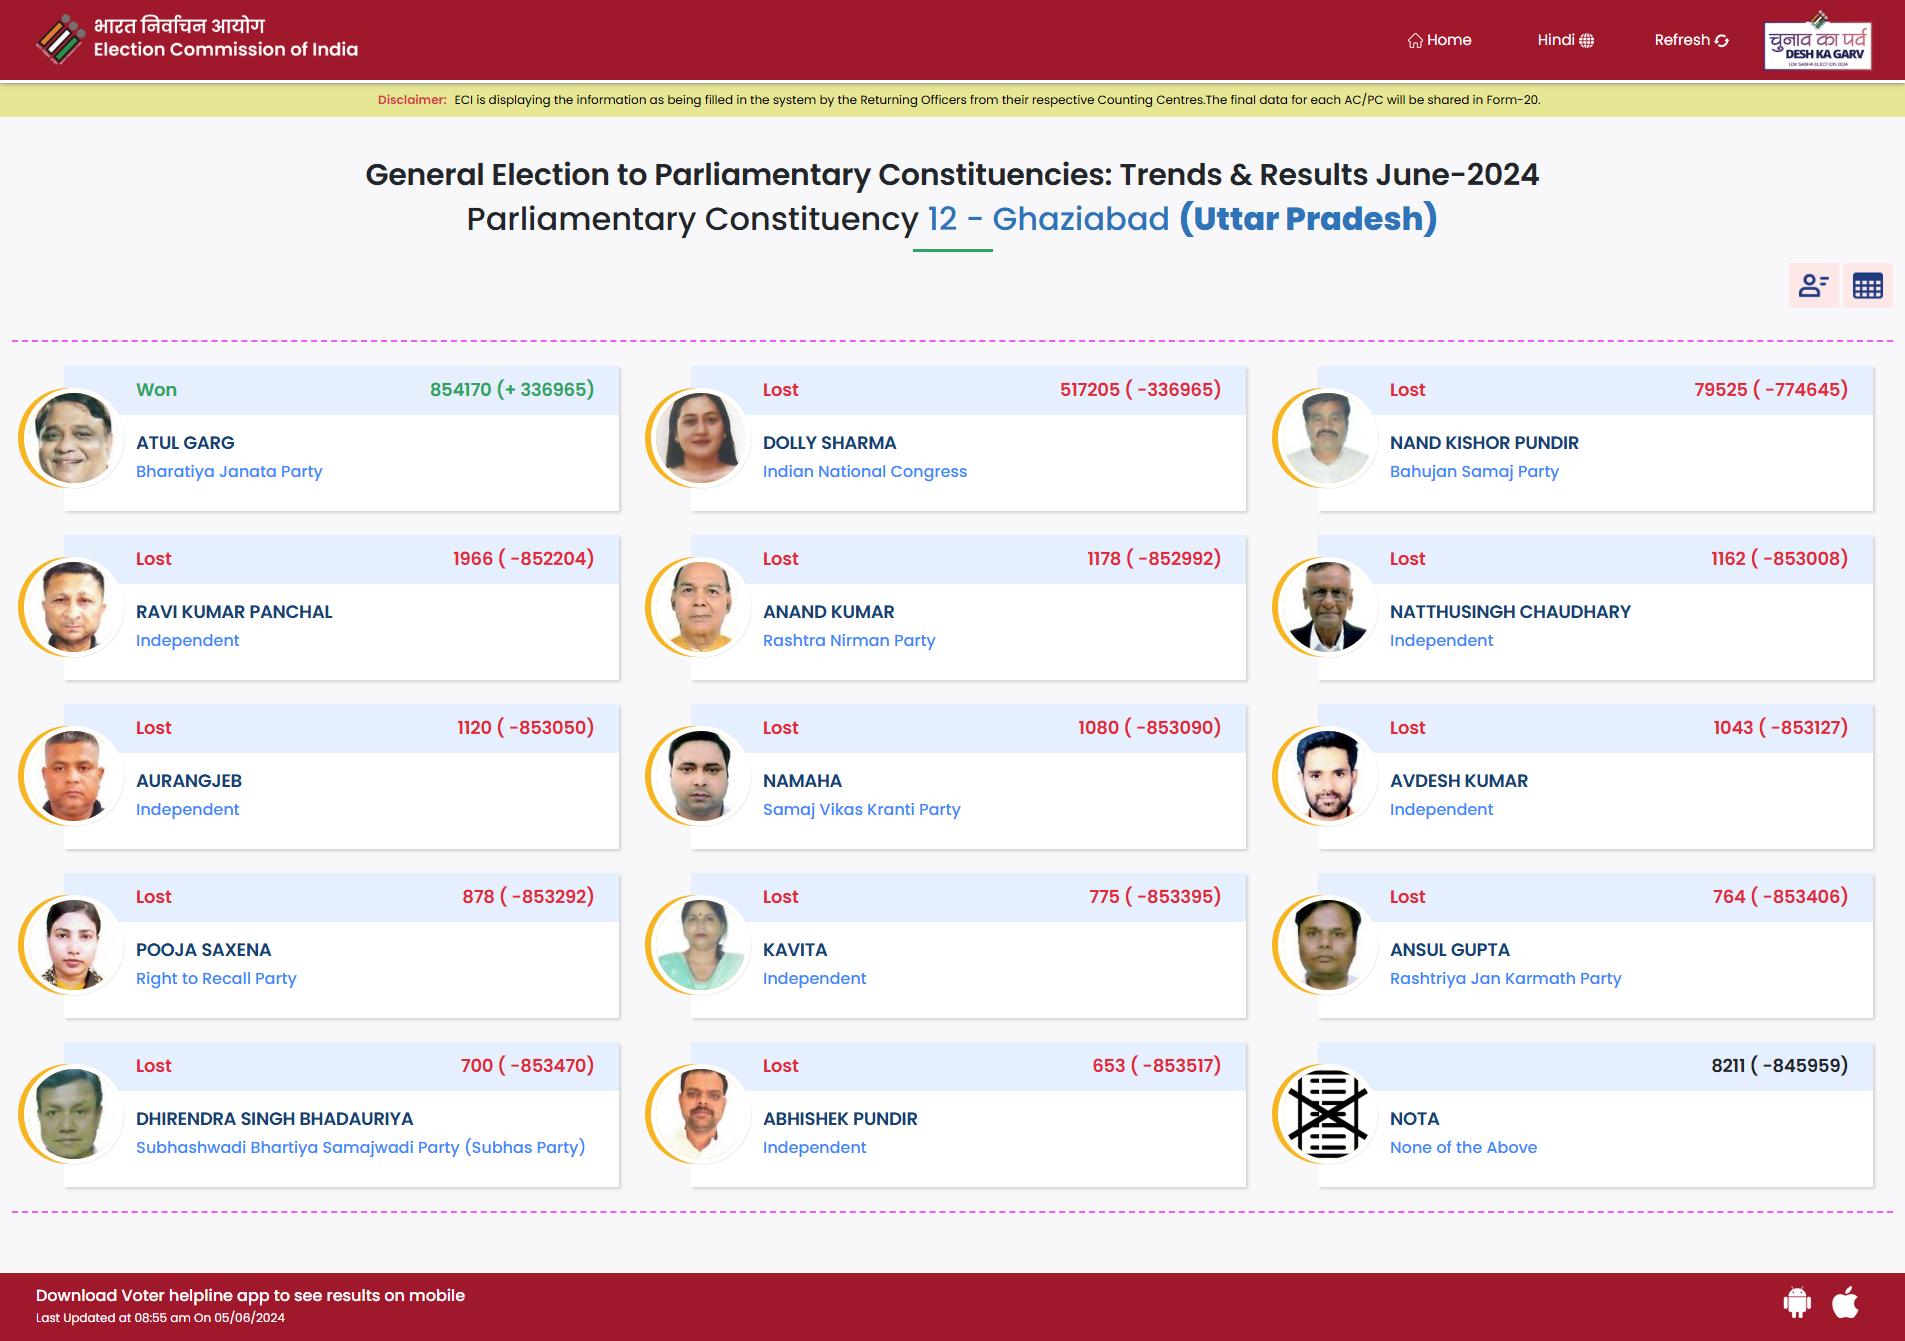 भारत निर्वाचन आयोग
Election Commission of India
Home
Hindi
Refresh
चुनाव का पर्व
DESH KA GARV
LOK SABHA ELECTION 2024
Disclaimer: ECI is displaying the information as being filled in the system by the Returning Officers from their respective Counting Centres.The final data for each AC/PC will be shared in Form-20.
General Election to Parliamentary Constituencies: Trends & Results June-2024
Parliamentary Constituency 12 - Ghaziabad (Uttar Pradesh)
Won 854170 (+ 336965)
ATUL GARG
Bharatiya Janata Party
Lost 517205 ( -336965)
DOLLY SHARMA
Indian National Congress
Lost 79525 ( -774645)
NAND KISHOR PUNDIR
Bahujan Samaj Party
Lost 1966 ( -852204)
RAVI KUMAR PANCHAL
Independent
Lost 1178 ( -852992)
ANAND KUMAR
Rashtra Nirman Party
Lost 1162 ( -853008)
NATTHUSINGH CHAUDHARY
Independent
Lost 1120 ( -853050)
AURANGJEB
Independent
Lost 1080 ( -853090)
NAMAHA
Samaj Vikas Kranti Party
Lost 1043 ( -853127)
AVDESH KUMAR
Independent
Lost 878 ( -853292)
POOJA SAXENA
Right to Recall Party
Lost 775 ( -853395)
KAVITA
Independent
Lost 764 ( -853406)
ANSUL GUPTA
Rashtriya Jan Karmath Party
Lost 700 ( -853470)
DHIRENDRA SINGH BHADAURIYA
Subhashwadi Bhartiya Samajwadi Party (Subhas Party)
Lost 653 ( -853517)
ABHISHEK PUNDIR
Independent
8211 ( -845959)
NOTA
None of the Above
Download Voter helpline app to see results on mobile
Last Updated at 08:55 am On 05/06/2024